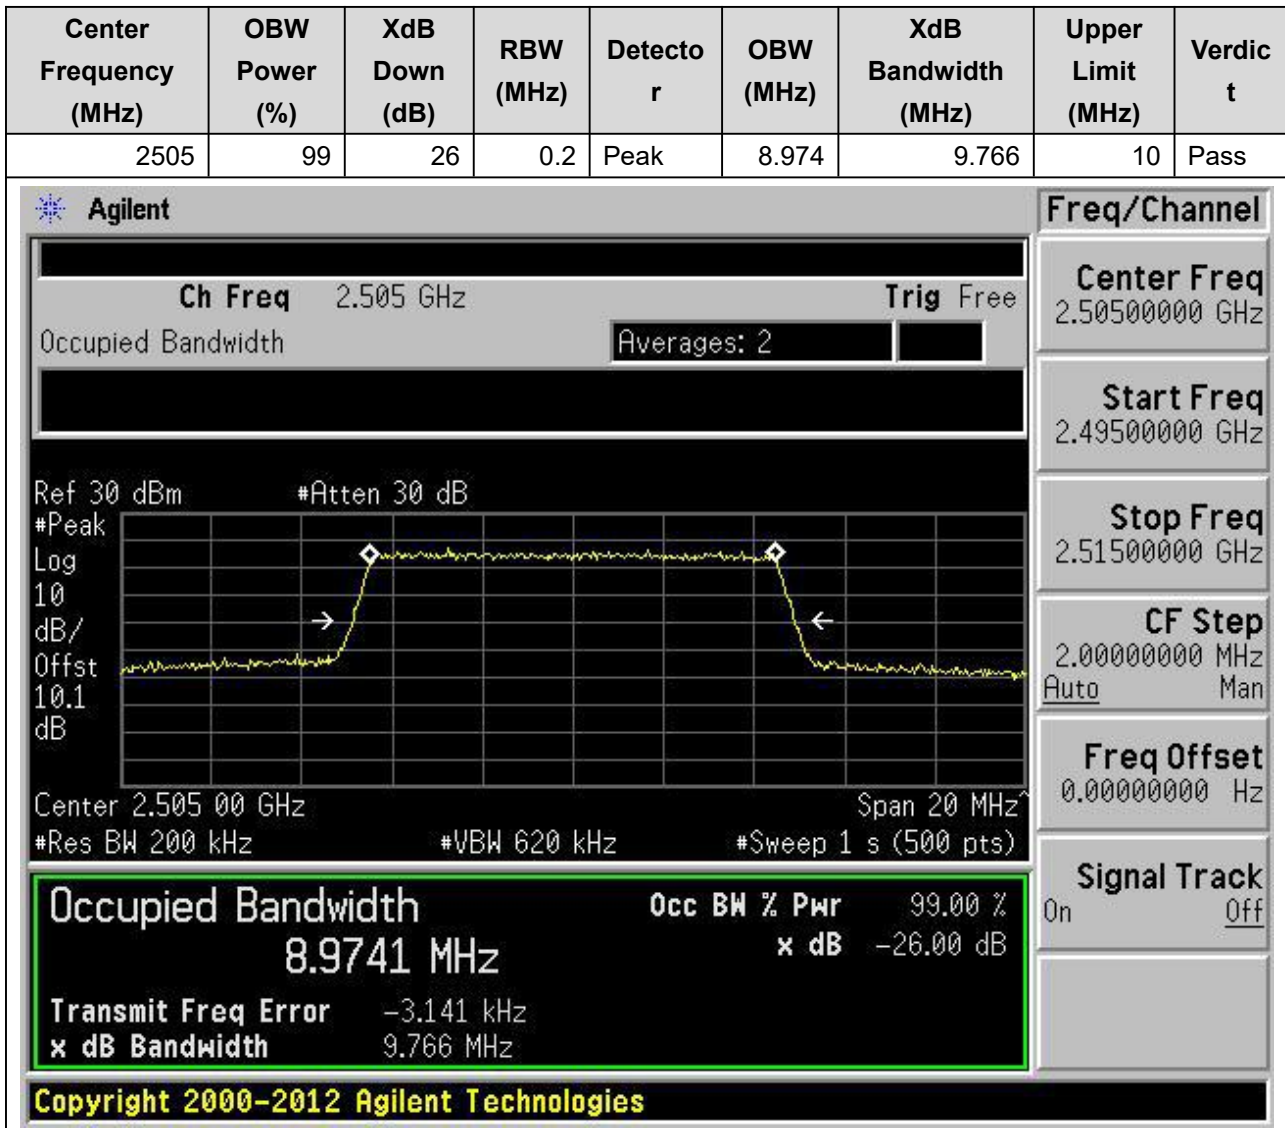 Center Frequency (MHz) OBW Power (%) XdB Down (dB) RBW (MHz) Detecto r OBW (MHz) XdB Bandwidth (MHz) Upper Limit (MHz) Verdic t
2505 99 26 0.2 Peak 8.974 9.766 10 Pass
Agilent
Freq/Channel
Ch Freq 2.505 GHz Trig Free
Occupied Bandwidth Averages: 2
Center Freq
2.50500000 GHz
Start Freq
2.49500000 GHz
Stop Freq
2.51500000 GHz
CF Step
2.00000000 MHz
Auto Man
Freq Offset
0.00000000 Hz
Signal Track
On Off
Ref 30 dBm #Atten 30 dB
#Peak
Log
10
dB/
Offst
10.1
dB
Center 2.505 00 GHz Span 20 MHz^
#Res BW 200 kHz #VBW 620 kHz #Sweep 1 s (500 pts)
Occupied Bandwidth Occ BW % Pwr 99.00 %
8.9741 MHz x dB -26.00 dB
Transmit Freq Error -3.141 kHz
x dB Bandwidth 9.766 MHz
Copyright 2000-2012 Agilent Technologies